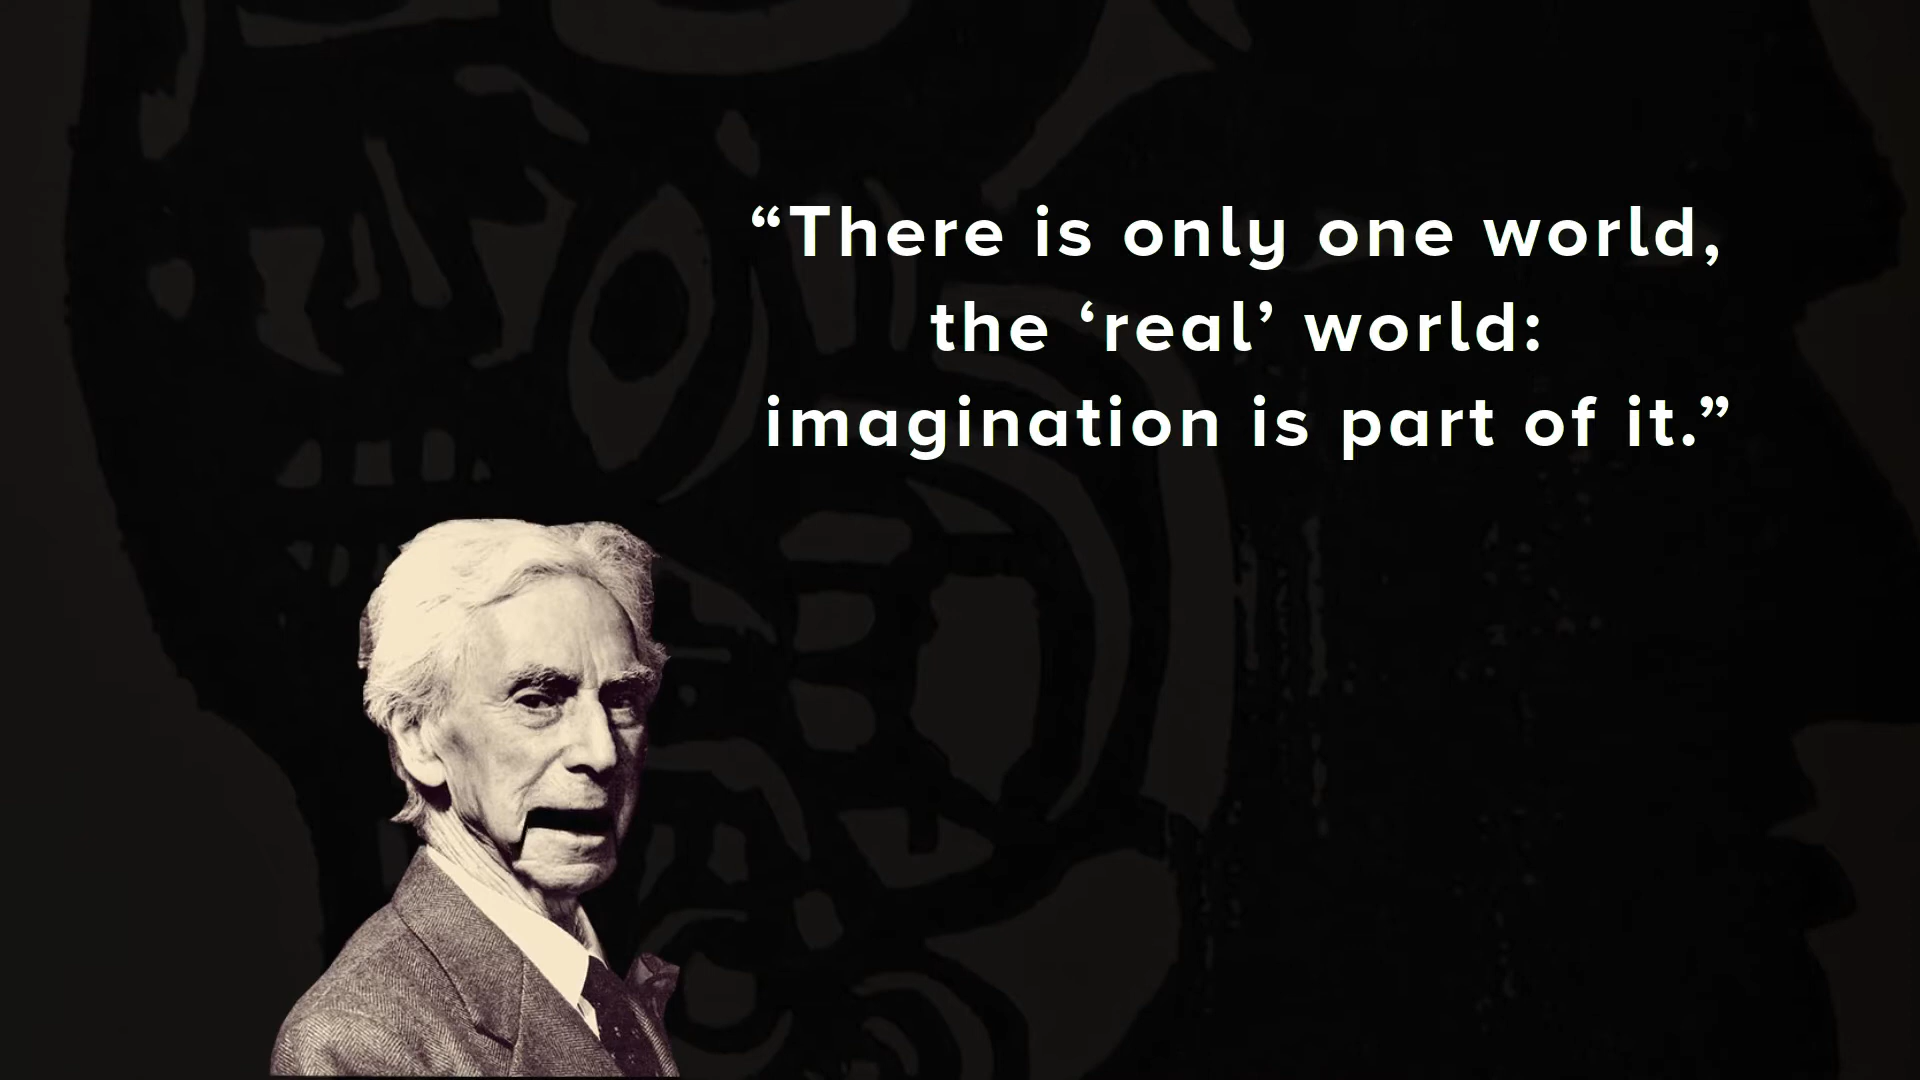 “There is only one world,
the ‘real’ world:
imagination is part of it.”